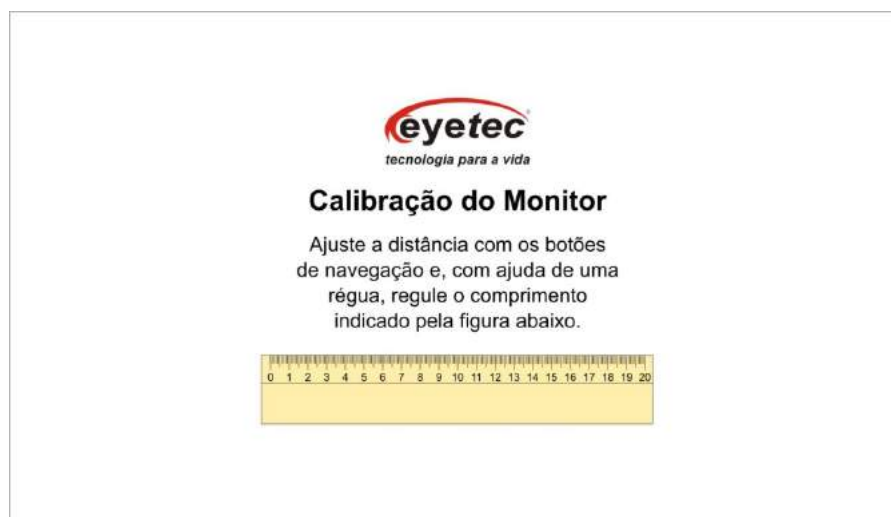 eyetec
tecnologia para a vida
Calibração do Monitor
Ajuste a distância com os botões
de navegação e, com ajuda de uma
régua, regule o comprimento
indicado pela figura abaixo.
0 1 2 3 4 5 6 7 8 9 10 11 12 13 14 15 16 17 18 19 20